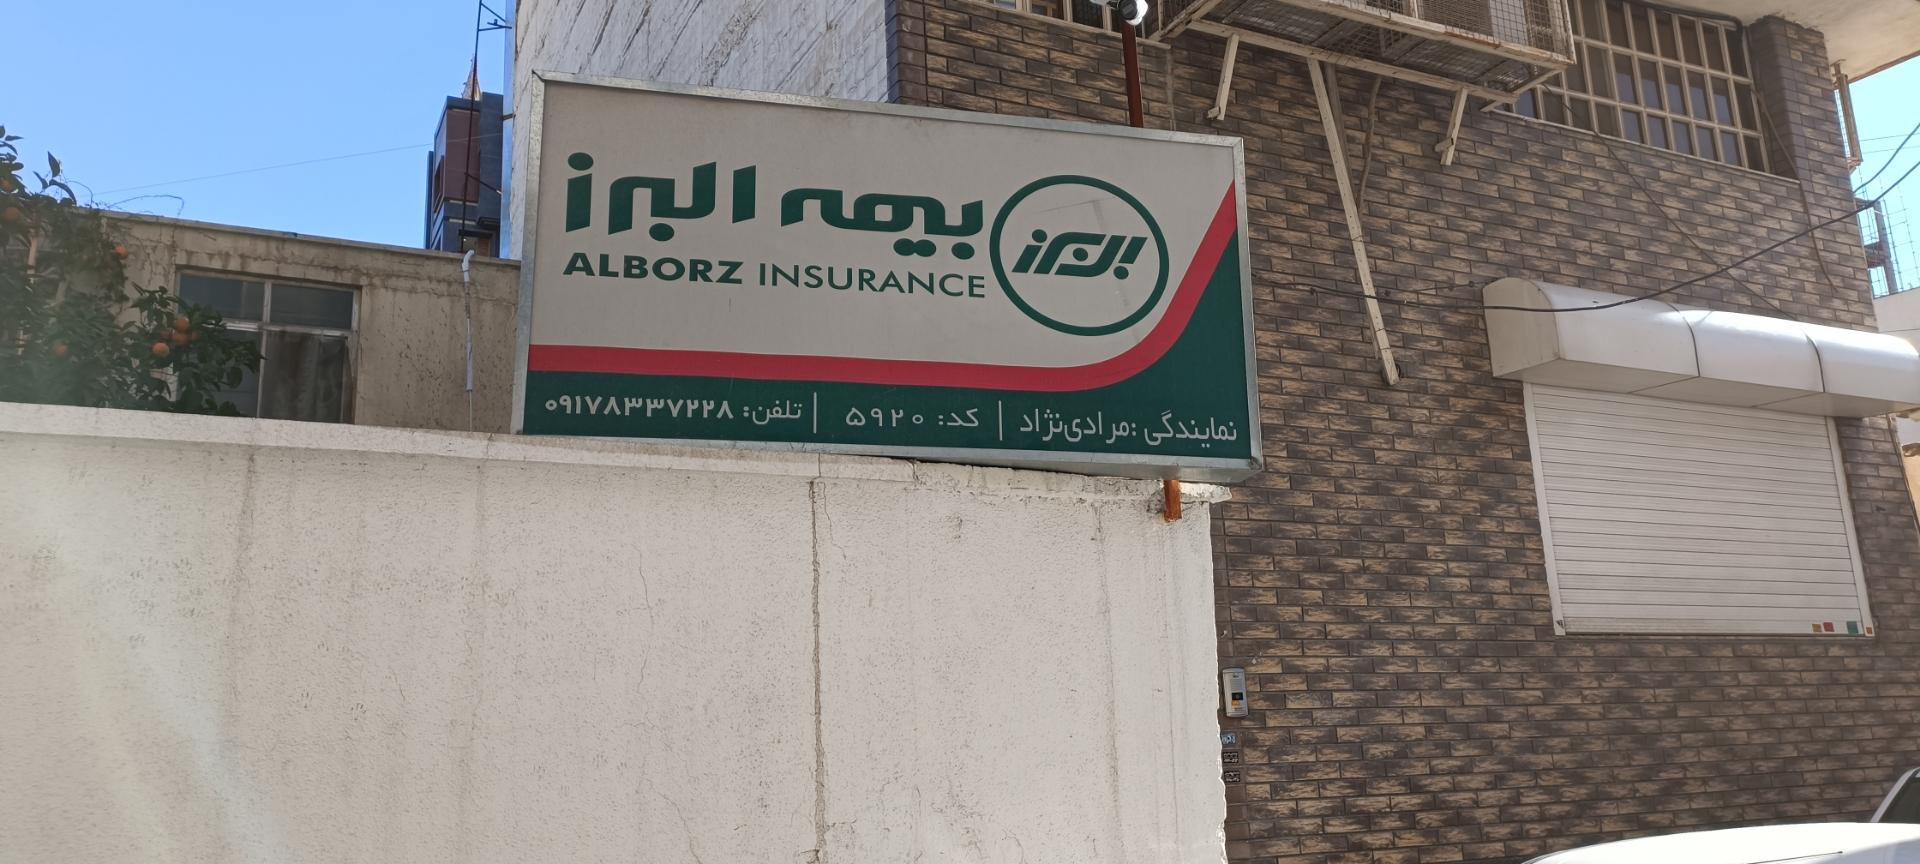 بیمه البرز
ALBORZ INSURANCE
البرز
نمایندگی: مرادی‌نژاد | کد: ۵۹۲۰ | تلفن: ۰۹۱۷۸۳۳۷۲۲۸